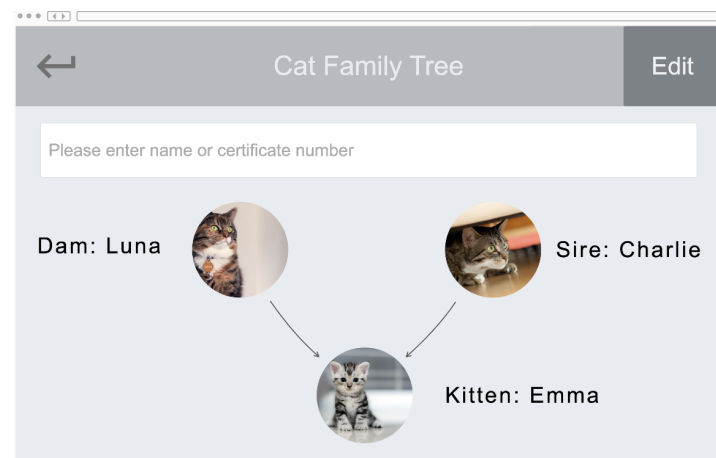 Cat Family Tree
Edit
Please enter name or certificate number
Dam: Luna
Sire: Charlie
Kitten: Emma